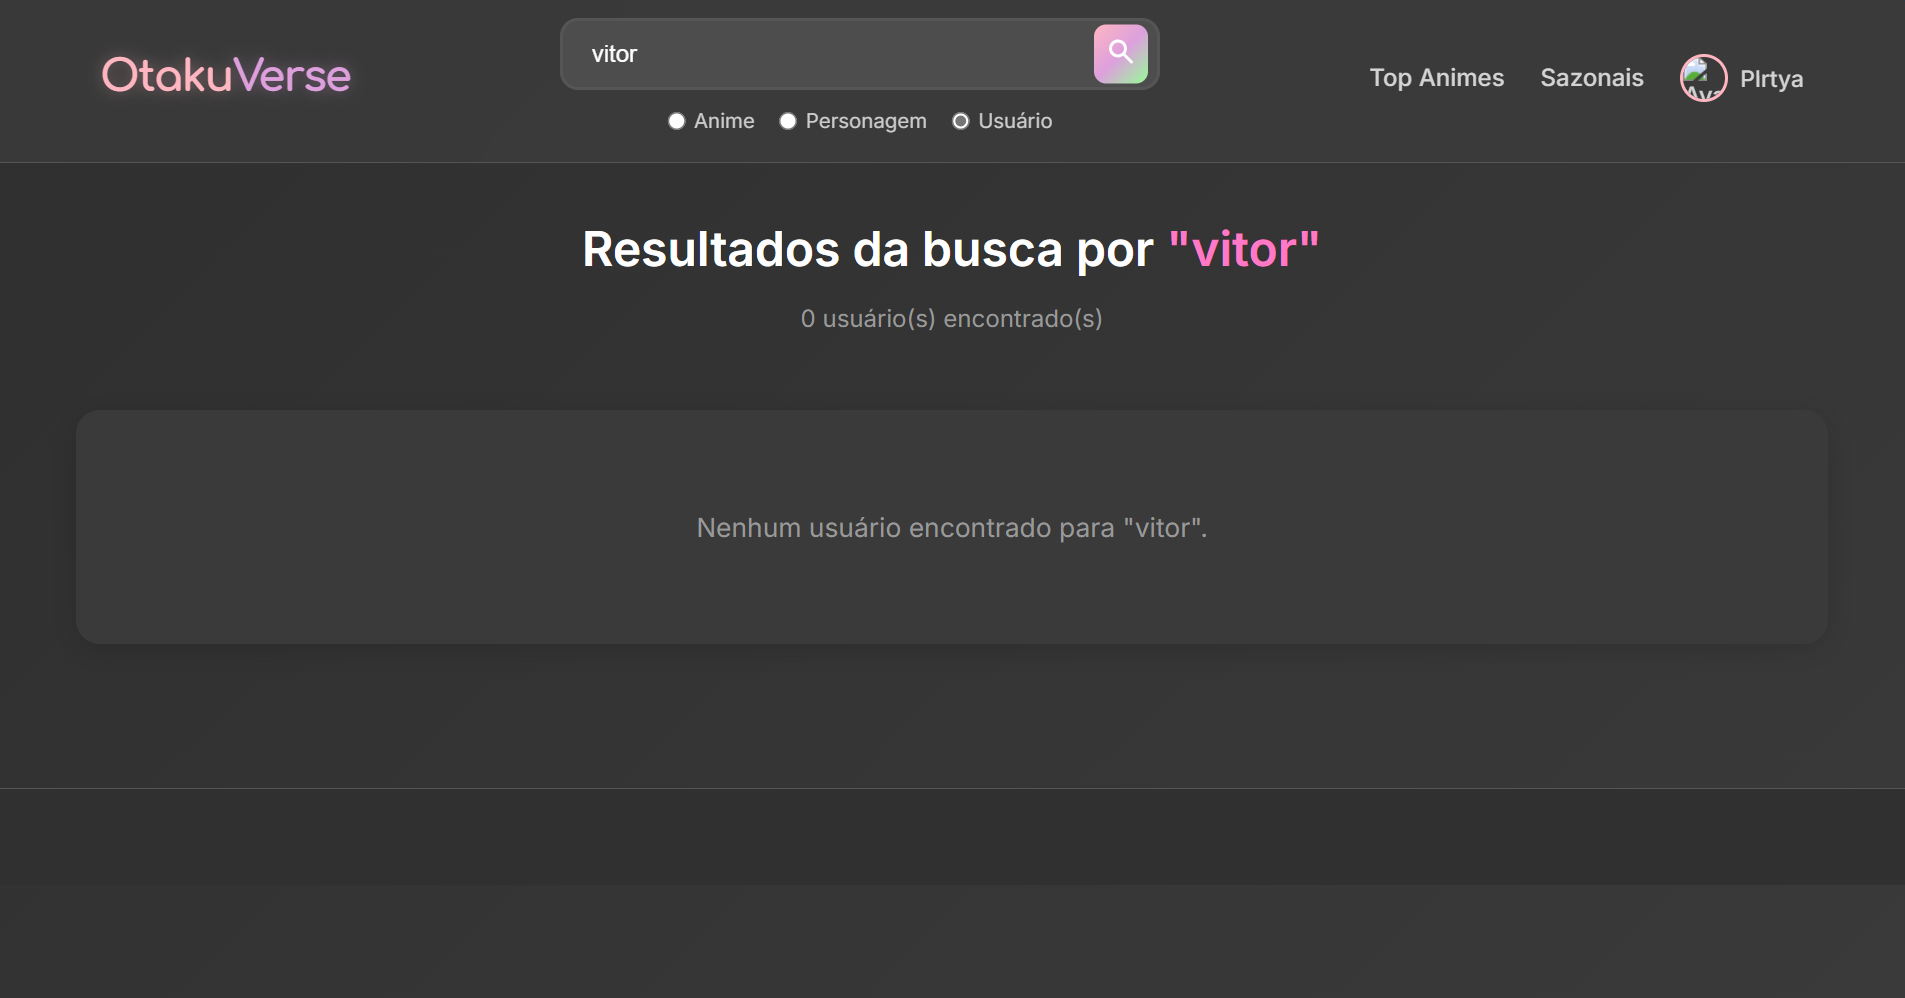 OtakuVerse
vitor
Top Animes
Sazonais
PIrtya
Anime
Personagem
Usuário
Resultados da busca por "vitor"
0 usuário(s) encontrado(s)
Nenhum usuário encontrado para "vitor".